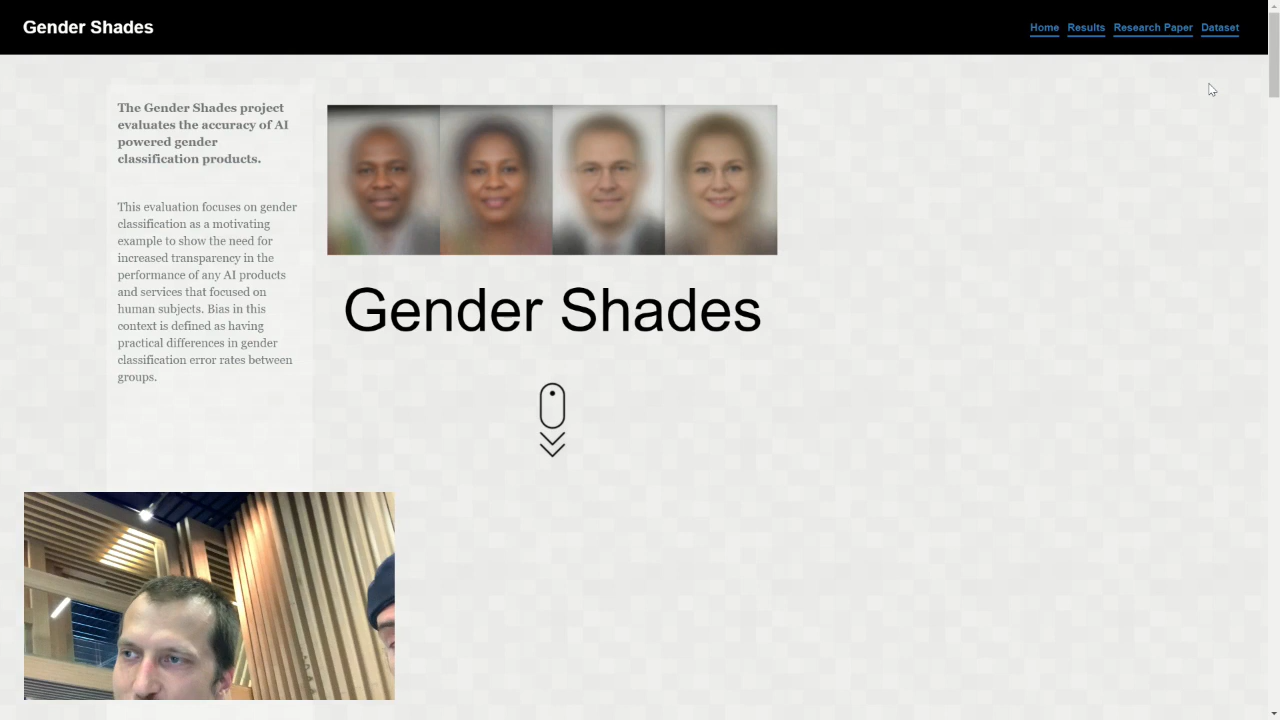 Gender Shades
Home Results Research Paper Dataset
The Gender Shades project
evaluates the accuracy of AI
powered gender
classification products.
This evaluation focuses on gender
classification as a motivating
example to show the need for
increased transparency in the
performance of any AI products
and services that focused on
human subjects. Bias in this
context is defined as having
practical differences in gender
classification error rates between
groups.
Gender Shades